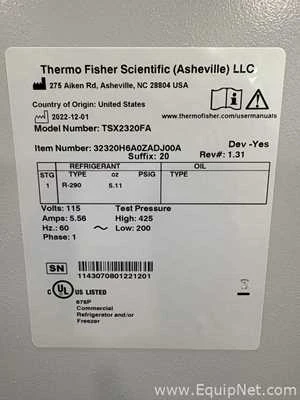 Thermo Fisher Scientific (Asheville) LLC
275 Aiken Rd, Asheville, NC 28804 USA
Country of Origin: United States
2022-12-01
www.thermofisher.com/usermanuals
Model Number: TSX2320FA
Item Number: 32320H6A0ZADJ00A Dev -Yes
Suffix: 20 Rev#: 1.31
REFRIGERANT OIL
STG TYPE oz TYPE
1 R-290 5.11
Volts: 115 Test Pressure
Amps: 5.56 High: 425
Hz: 60 ~ Low: 200
Phase: 1
SN
1143070801221201
C UL US LISTED
676P
Commercial
Refrigerator and/or
Freezer
www.EquipNet.com